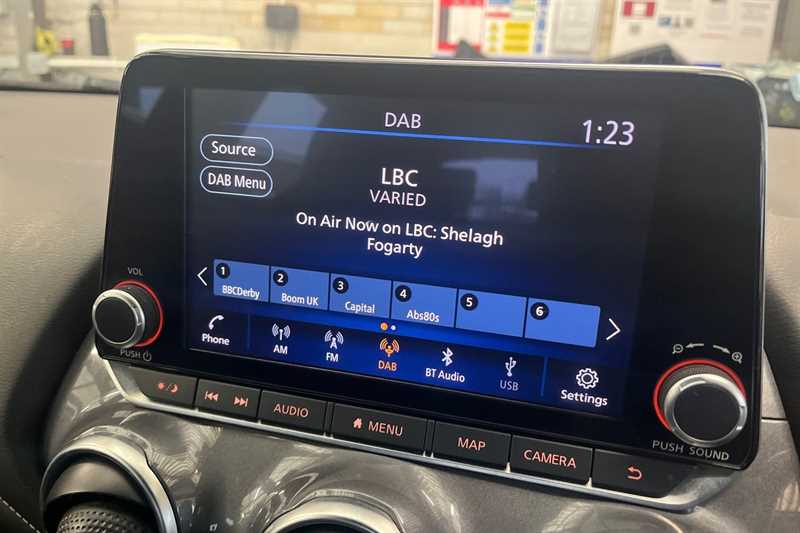 DAB
1:23
Source
DAB Menu
LBC
VARIED
On Air Now on LBC: Shelagh
Fogarty
1
BBCDerby
2
Boom UK
3
Capital
4
Abs80s
5
6
Phone
AM
FM
DAB
BT Audio
USB
Settings
VOL
PUSH
PUSH SOUND
AUDIO
MENU
MAP
CAMERA